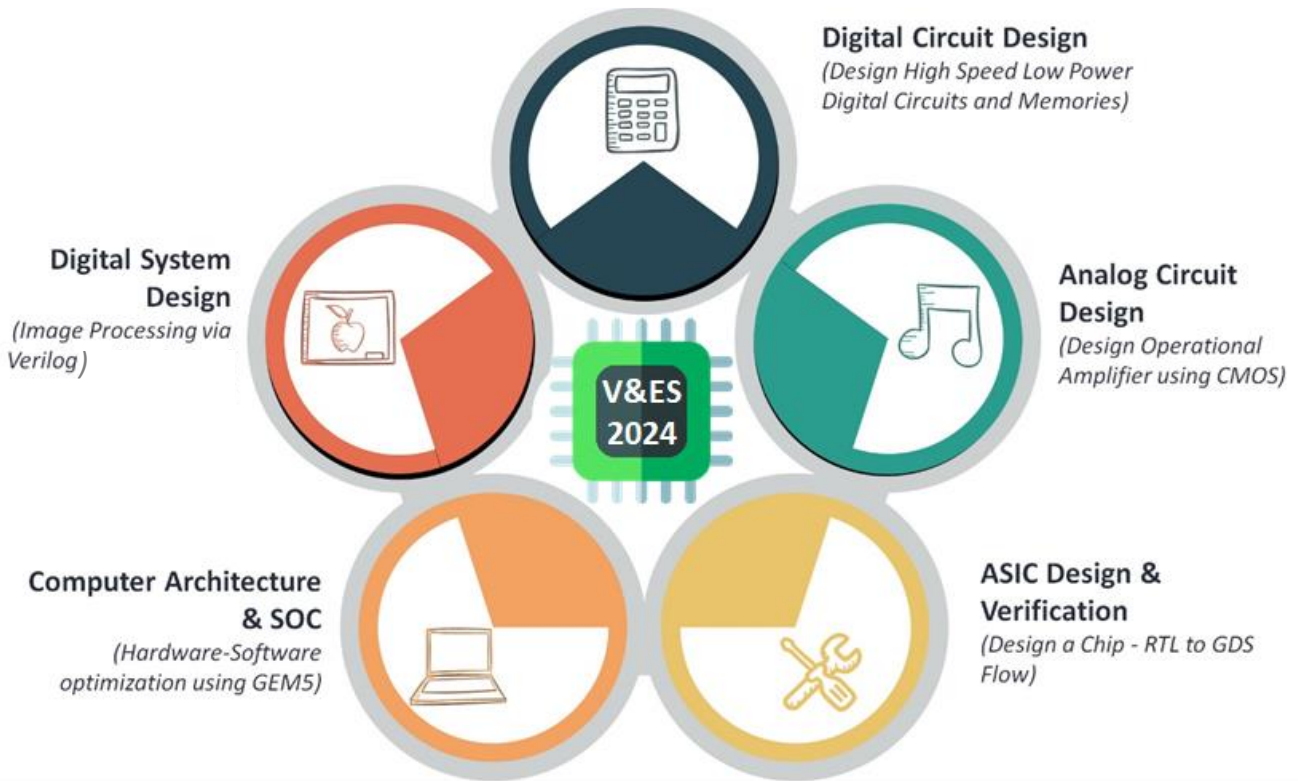 Digital Circuit Design
(Design High Speed Low Power
Digital Circuits and Memories)
Digital System
Design
(Image Processing via
Verilog)
Analog Circuit
Design
(Design Operational
Amplifier using CMOS)
V&ES
2024
Computer Architecture
& SOC
(Hardware-Software
optimization using GEM5)
ASIC Design &
Verification
(Design a Chip - RTL to GDS
Flow)